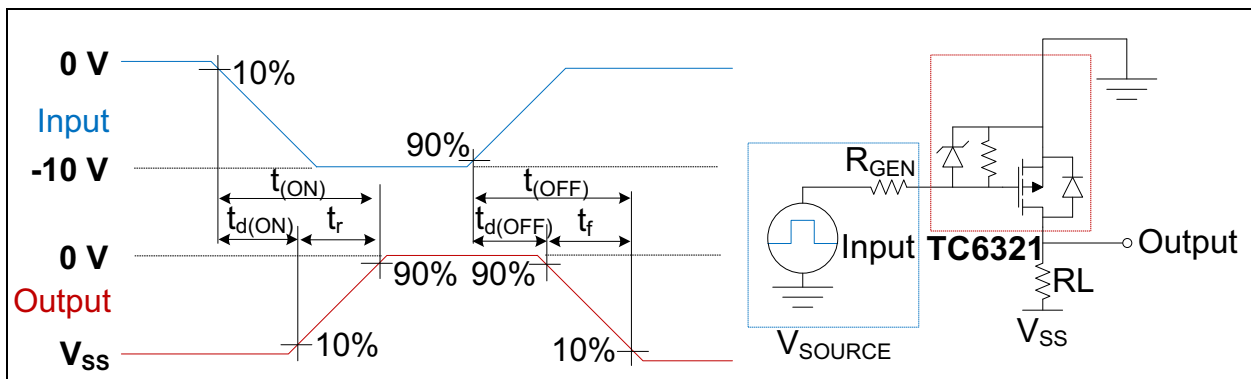 0 V
10%
Input
90%
-10 V
t(ON)
t(OFF)
td(ON)
tr
td(OFF)
tf
0 V
90%
90%
Output
VSS
10%
10%
RGEN
Input
TC6321
Output
RL
VSS
VSOURCE